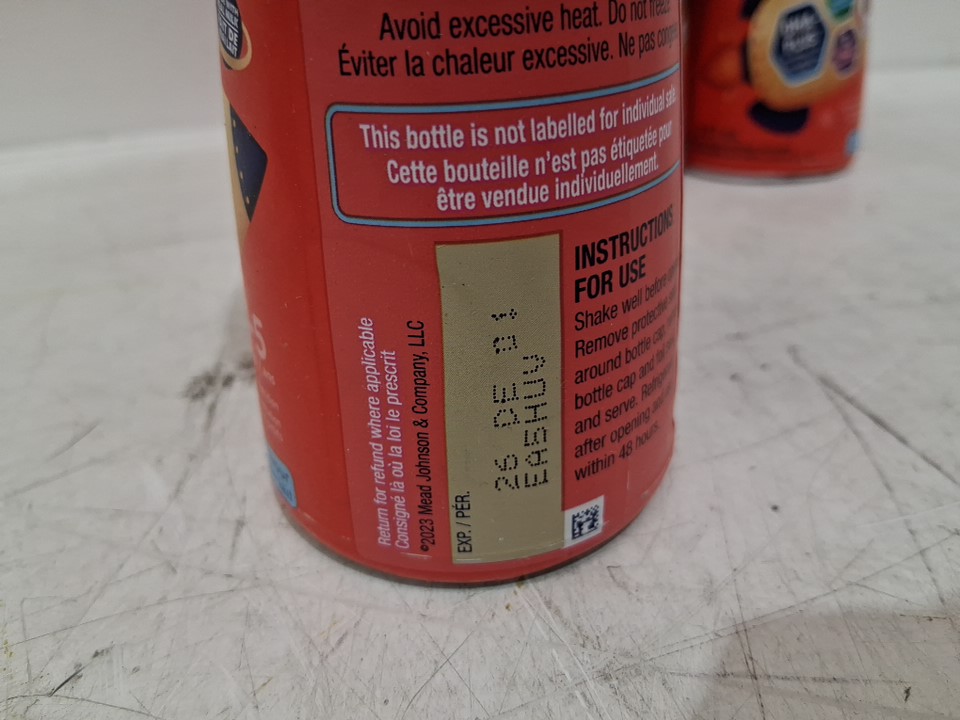 Avoid excessive heat. Do not freeze
Éviter la chaleur excessive. Ne pas
This bottle is not labelled for individual sale.
Cette bouteille n'est pas étiquetée pour
être vendue individuellement.
INSTRUCTIONS
FOR USE
Shake well before
Remove protective
around bottle cap,
bottle cap and
and serve.
after opening
within 48 hours.
Return for refund where applicable
Consigné là où la loi le prescrit
©2023 Mead Johnson & Company, LLC
EXP. / PÉR.
26 DE 01